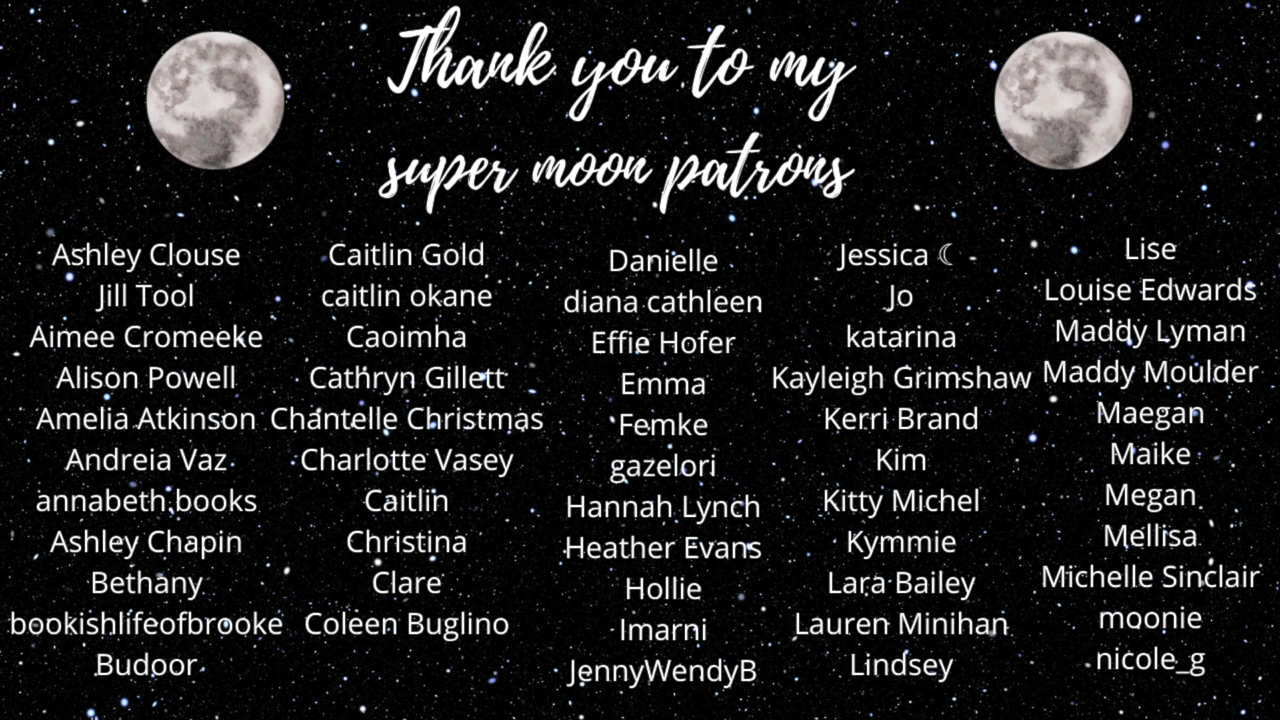 Thank you to my
super moon patrons
Ashley Clouse
Jill Tool
Aimee Cromeeke
Alison Powell
Amelia Atkinson
Andreia Vaz
annabeth.books
Ashley Chapin
Bethany
bookishlifeofbrooke
Budoor
Caitlin Gold
caitlin okane
Caoimha
Cathryn Gillett
Chantelle Christmas
Charlotte Vasey
Caitlin
Christina
Clare
Coleen Buglino
Danielle
diana cathleen
Effie Hofer
Emma
Femke
gazelori
Hannah Lynch
Heather Evans
Hollie
Imarni
JennyWendyB
Jessica ☾
Jo
katarina
Kayleigh Grimshaw
Kerri Brand
Kim
Kitty Michel
Kymmie
Lara Bailey
Lauren Minihan
Lindsey
Lise
Louise Edwards
Maddy Lyman
Maddy Moulder
Maegan
Maike
Megan
Mellisa
Michelle Sinclair
moonie
nicole_g